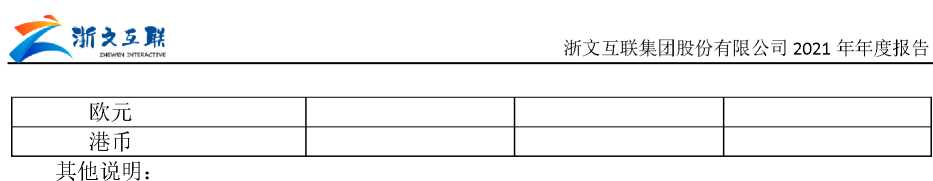 浙文互联
ZHEWEN INTERACTIVE
浙文互联集团股份有限公司 2021 年年度报告
欧元
港币
其他说明：